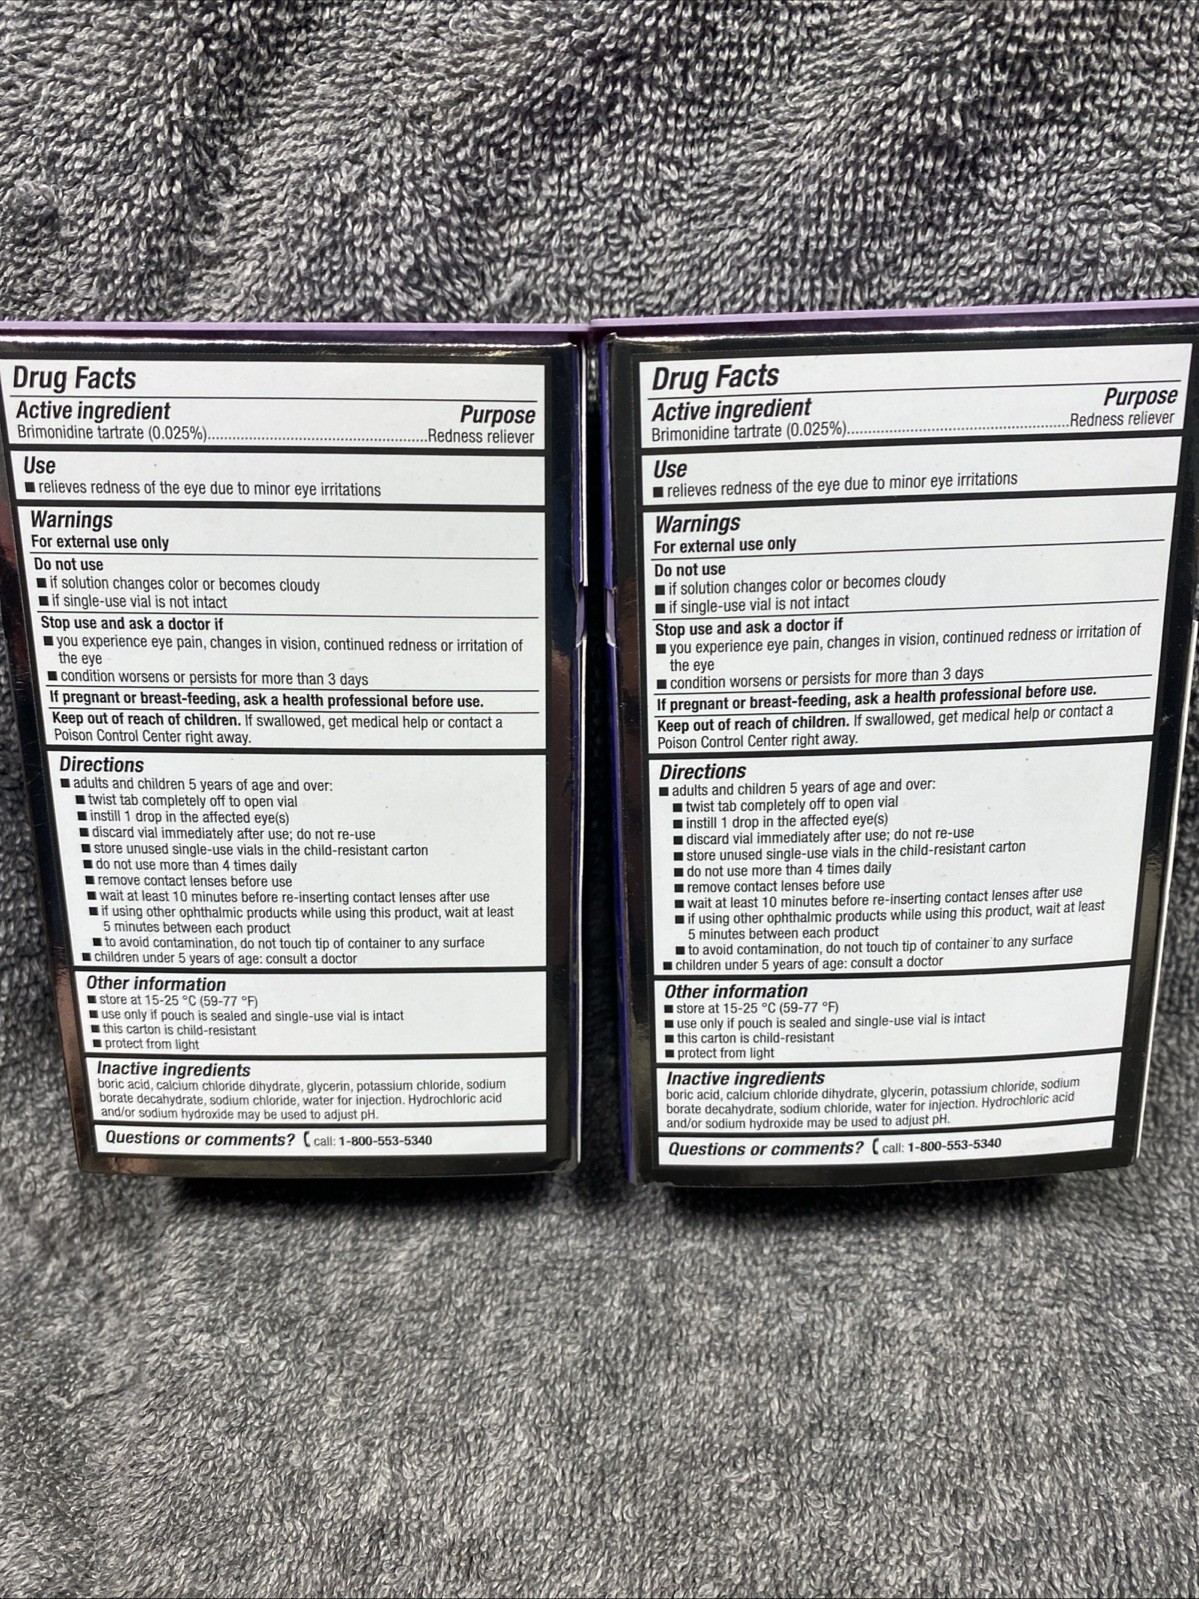 Drug Facts
Active ingredient Purpose
Brimonidine tartrate (0.025%)..........................................Redness reliever
Use
■ relieves redness of the eye due to minor eye irritations
Warnings
For external use only
Do not use
■ if solution changes color or becomes cloudy
■ if single-use vial is not intact
Stop use and ask a doctor if
■ you experience eye pain, changes in vision, continued redness or irritation of
the eye
■ condition worsens or persists for more than 3 days
If pregnant or breast-feeding, ask a health professional before use.
Keep out of reach of children. If swallowed, get medical help or contact a
Poison Control Center right away.
Directions
■ adults and children 5 years of age and over:
■ twist tab completely off to open vial
■ instill 1 drop in the affected eye(s)
■ discard vial immediately after use; do not re-use
■ store unused single-use vials in the child-resistant carton
■ do not use more than 4 times daily
■ remove contact lenses before use
■ wait at least 10 minutes before re-inserting contact lenses after use
■ if using other ophthalmic products while using this product, wait at least
5 minutes between each product
■ to avoid contamination, do not touch tip of container to any surface
■ children under 5 years of age: consult a doctor
Other information
■ store at 15-25 °C (59-77 °F)
■ use only if pouch is sealed and single-use vial is intact
■ this carton is child-resistant
■ protect from light
Inactive ingredients
boric acid, calcium chloride dihydrate, glycerin, potassium chloride, sodium
borate decahydrate, sodium chloride, water for injection. Hydrochloric acid
and/or sodium hydroxide may be used to adjust pH.
Questions or comments? call: 1-800-553-5340
Drug Facts
Active ingredient Purpose
Brimonidine tartrate (0.025%)..........................................Redness reliever
Use
■ relieves redness of the eye due to minor eye irritations
Warnings
For external use only
Do not use
■ if solution changes color or becomes cloudy
■ if single-use vial is not intact
Stop use and ask a doctor if
■ you experience eye pain, changes in vision, continued redness or irritation of
the eye
■ condition worsens or persists for more than 3 days
If pregnant or breast-feeding, ask a health professional before use.
Keep out of reach of children. If swallowed, get medical help or contact a
Poison Control Center right away.
Directions
■ adults and children 5 years of age and over:
■ twist tab completely off to open vial
■ instill 1 drop in the affected eye(s)
■ discard vial immediately after use; do not re-use
■ store unused single-use vials in the child-resistant carton
■ do not use more than 4 times daily
■ remove contact lenses before use
■ wait at least 10 minutes before re-inserting contact lenses after use
■ if using other ophthalmic products while using this product, wait at least
5 minutes between each product
■ to avoid contamination, do not touch tip of container to any surface
■ children under 5 years of age: consult a doctor
Other information
■ store at 15-25 °C (59-77 °F)
■ use only if pouch is sealed and single-use vial is intact
■ this carton is child-resistant
■ protect from light
Inactive ingredients
boric acid, calcium chloride dihydrate, glycerin, potassium chloride, sodium
borate decahydrate, sodium chloride, water for injection. Hydrochloric acid
and/or sodium hydroxide may be used to adjust pH.
Questions or comments? call: 1-800-553-5340